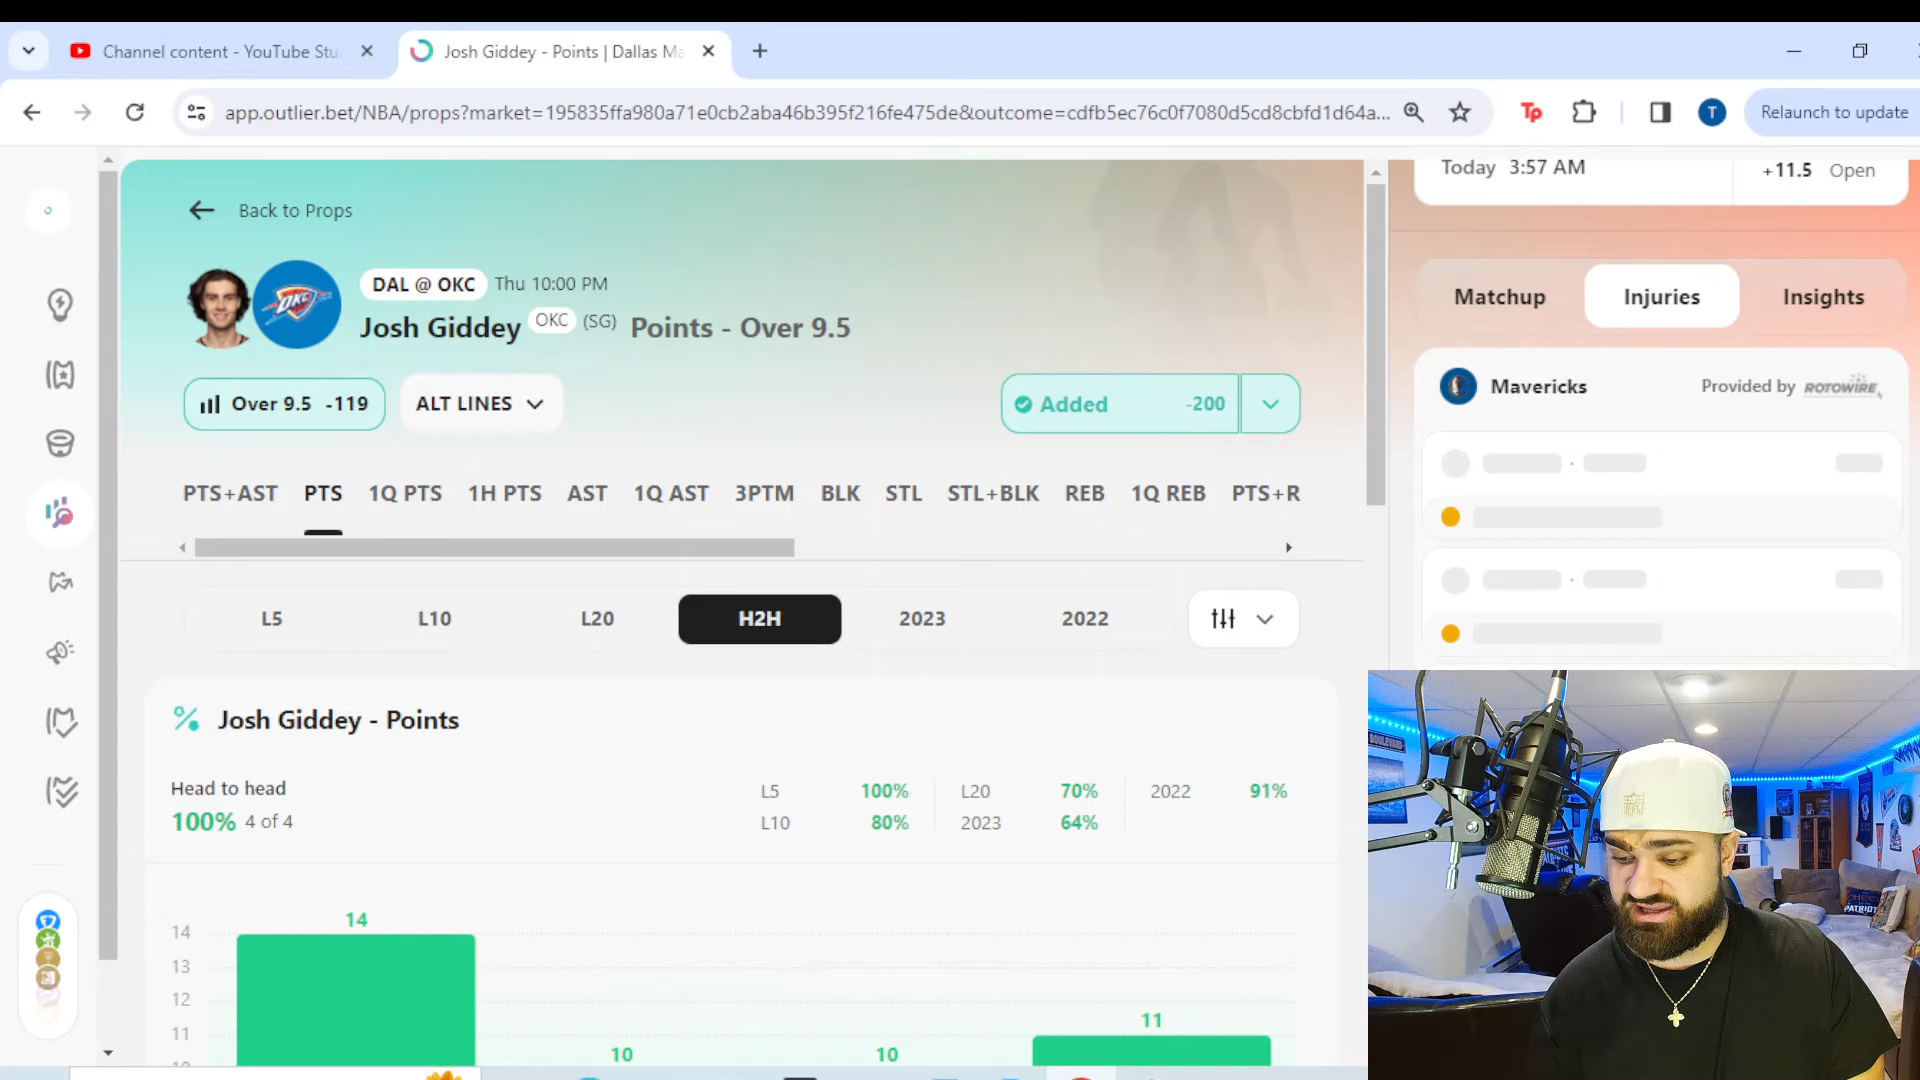 Channel content - YouTube Stu
Josh Giddey - Points | Dallas Ma
app.outlier.bet/NBA/props?market=195835ffa980a71e0cb2aba46b395f216fe475de&outcome=cdfb5ec76c0f7080d5cd8cbfd1d64a...
Tp
T
Relaunch to update
Back to Props
DAL @ OKC
Thu 10:00 PM
Josh Giddey
OKC
(SG)
Points - Over 9.5
Over 9.5 -119
ALT LINES
Added
-200
PTS+AST
PTS
1Q PTS
1H PTS
AST
1Q AST
3PTM
BLK
STL
STL+BLK
REB
1Q REB
PTS+R
L5
L10
L20
H2H
2023
2022
Josh Giddey - Points
Head to head
100% 4 of 4
L5 100%
L20 70%
2022 91%
L10 80%
2023 64%
14
14
13
12
11
10
10
11
Today 3:57 AM
+11.5 Open
Matchup
Injuries
Insights
Mavericks
Provided by ROTOWIRE
PATRIOT